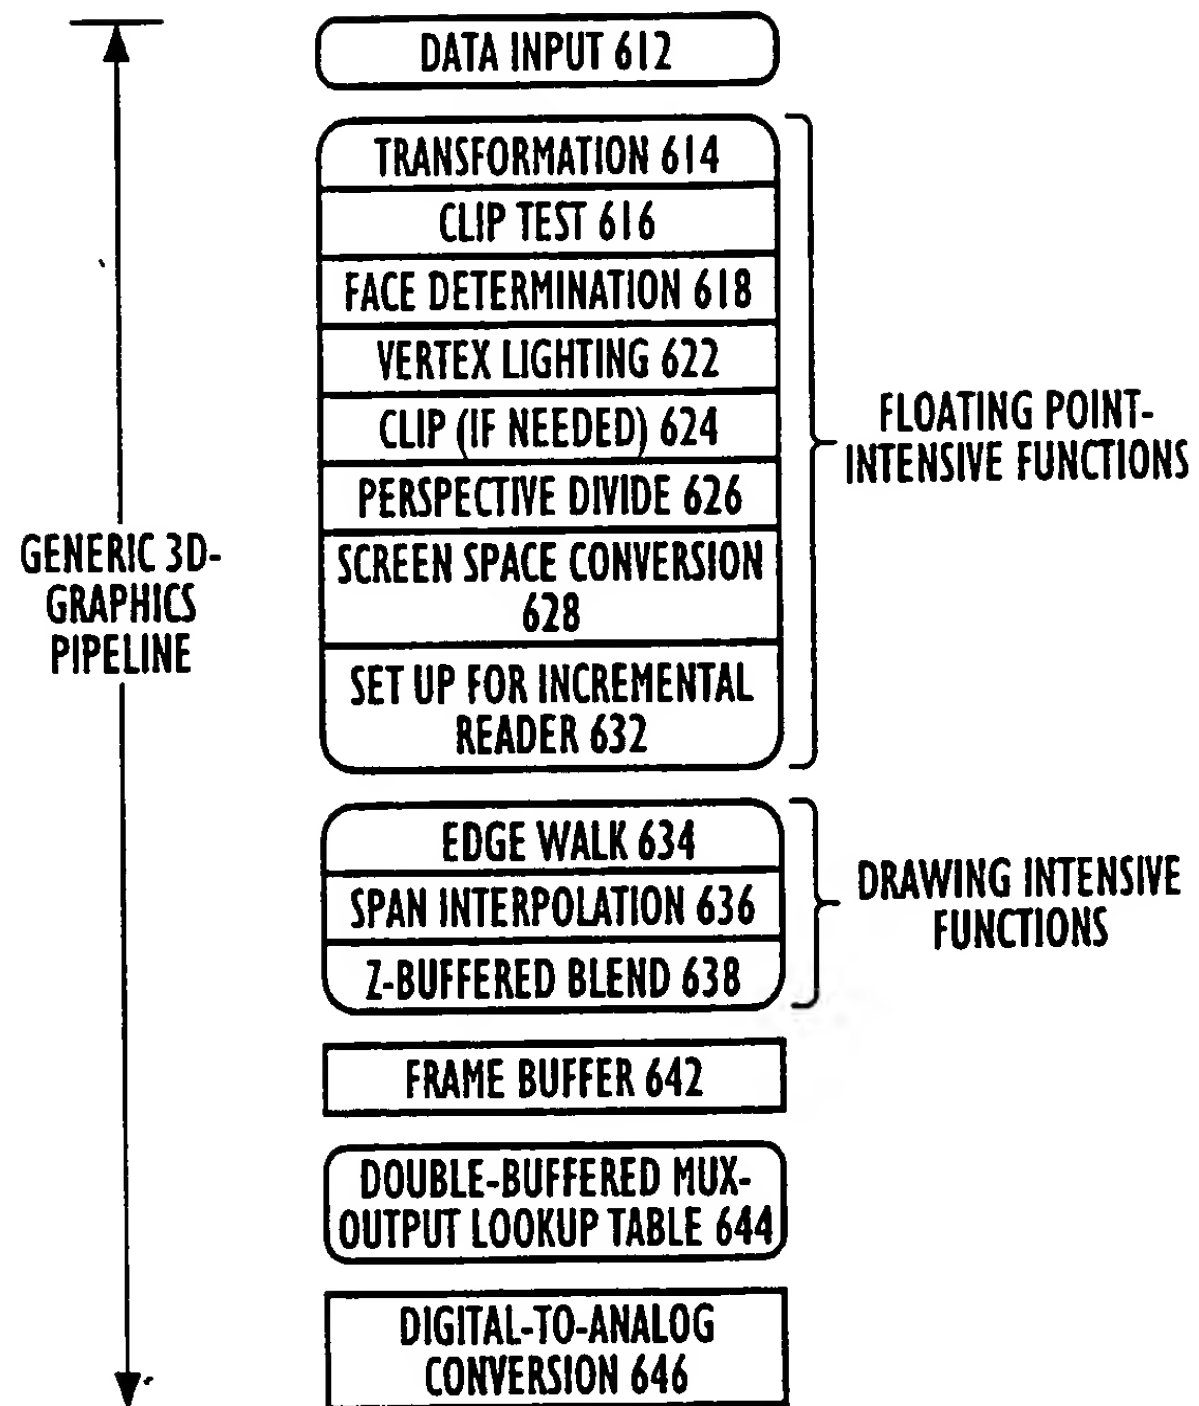 DATA INPUT 612
TRANSFORMATION 614
CLIP TEST 616
FACE DETERMINATION 618
VERTEX LIGHTING 622
CLIP (IF NEEDED) 624
PERSPECTIVE DIVIDE 626
SCREEN SPACE CONVERSION
628
SET UP FOR INCREMENTAL
READER 632
FLOATING POINT-
INTENSIVE FUNCTIONS
GENERIC 3D-
GRAPHICS
PIPELINE
EDGE WALK 634
SPAN INTERPOLATION 636
Z-BUFFERED BLEND 638
DRAWING INTENSIVE
FUNCTIONS
FRAME BUFFER 642
DOUBLE-BUFFERED MUX-
OUTPUT LOOKUP TABLE 644
DIGITAL-TO-ANALOG
CONVERSION 646